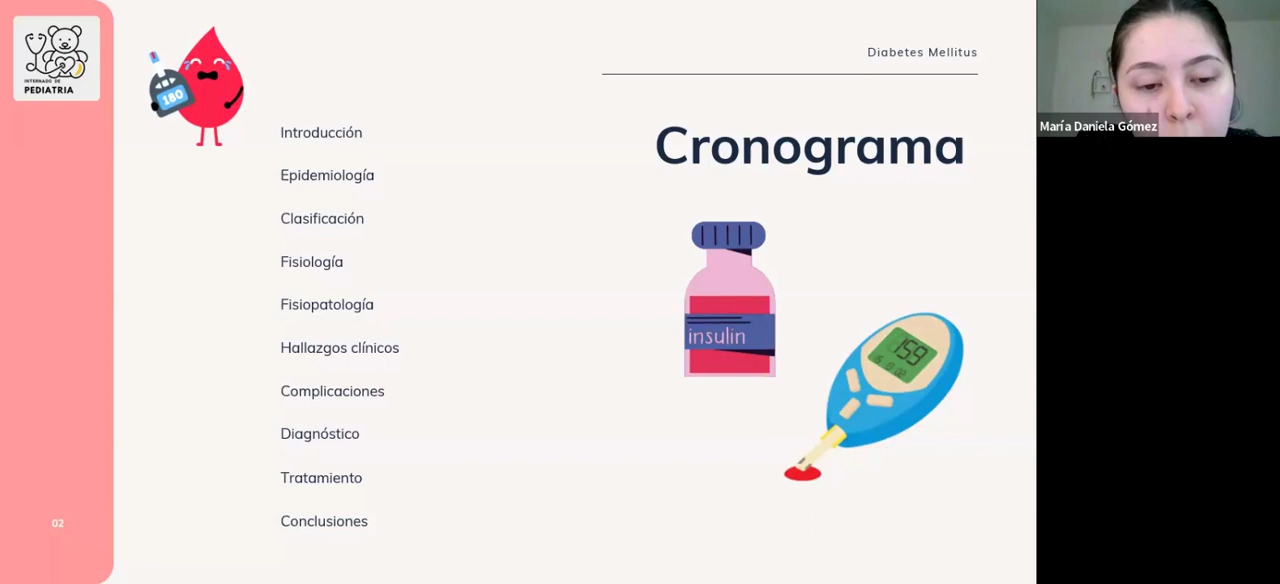 INTERNADO DE
PEDIATRIA
180
Diabetes Mellitus
Cronograma
Introducción
Epidemiología
Clasificación
Fisiología
Fisiopatología
Hallazgos clínicos
Complicaciones
Diagnóstico
Tratamiento
Conclusiones
insulin
159
02
María Daniela Gómez